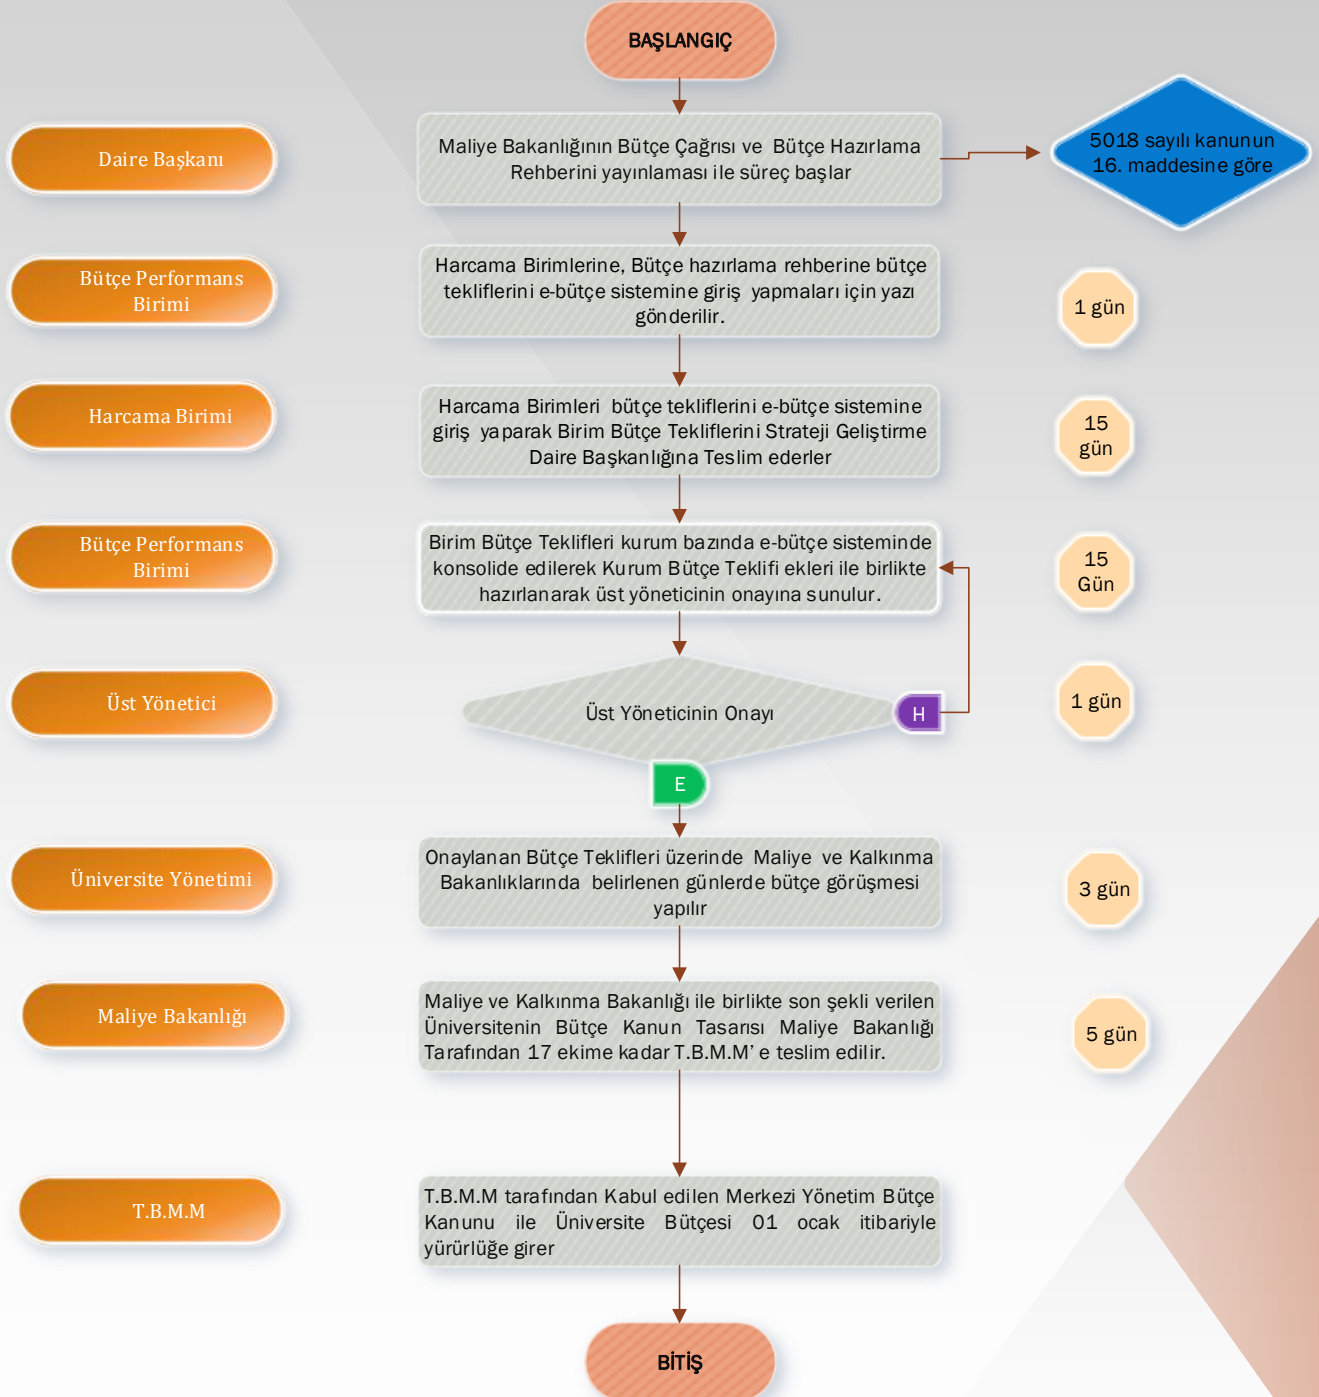 BAŞLANGIÇ
Daire Başkanı
Maliye Bakanlığının Bütçe Çağrısı ve Bütçe Hazırlama
Rehberini yayınlaması ile süreç başlar
5018 sayılı kanunun
16. maddesine göre
Bütçe Performans
Birimi
Harcama Birimlerine, Bütçe hazırlama rehberine bütçe
tekliflerini e-bütçe sistemine giriş yapmaları için yazı
gönderilir.
1 gün
Harcama Birimi
Harcama Birimleri bütçe tekliflerini e-bütçe sistemine
giriş yaparak Birim Bütçe Tekliflerini Strateji Geliştirme
Daire Başkanlığına Teslim ederler
15
gün
Bütçe Performans
Birimi
Birim Bütçe Teklifleri kurum bazında e-bütçe sisteminde
konsolide edilerek Kurum Bütçe Teklifi ekleri ile birlikte
hazırlanarak üst yöneticinin onayına sunulur.
15
Gün
Üst Yönetici
Üst Yöneticinin Onayı
H
1 gün
E
Üniversite Yönetimi
Onaylanan Bütçe Teklifleri üzerinde Maliye ve Kalkınma
Bakanlıklarında belirlenen günlerde bütçe görüşmesi
yapılır
3 gün
Maliye Bakanlığı
Maliye ve Kalkınma Bakanlığı ile birlikte son şekli verilen
Üniversitenin Bütçe Kanun Tasarısı Maliye Bakanlığı
Tarafından 17 ekime kadar T.B.M.M' e teslim edilir.
5 gün
T.B.M.M
T.B.M.M tarafından Kabul edilen Merkezi Yönetim Bütçe
Kanunu ile Üniversite Bütçesi 01 ocak itibariyle
yürürlüğe girer
BİTİŞ